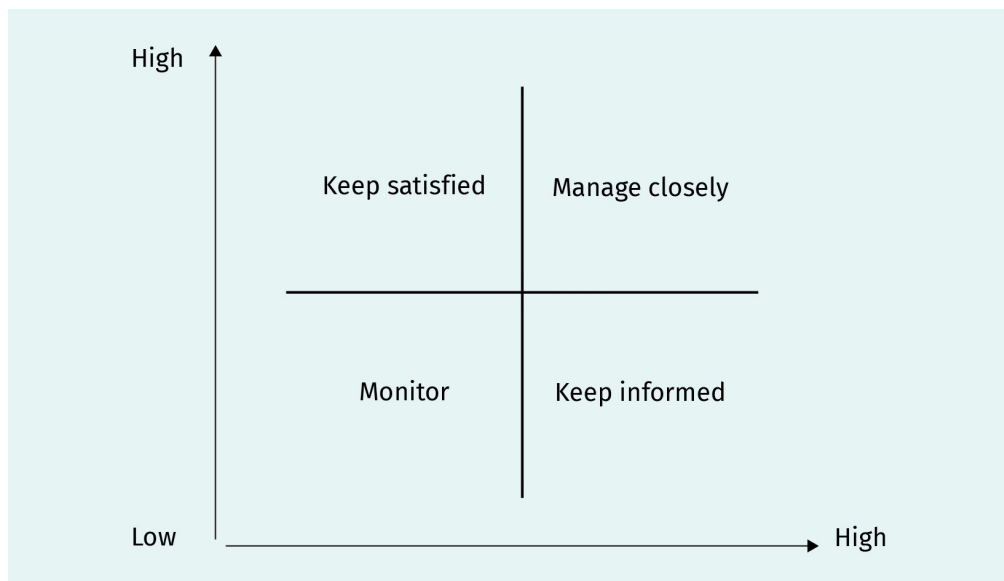 High
Keep satisfied
Manage closely
Monitor
Keep informed
Low
High